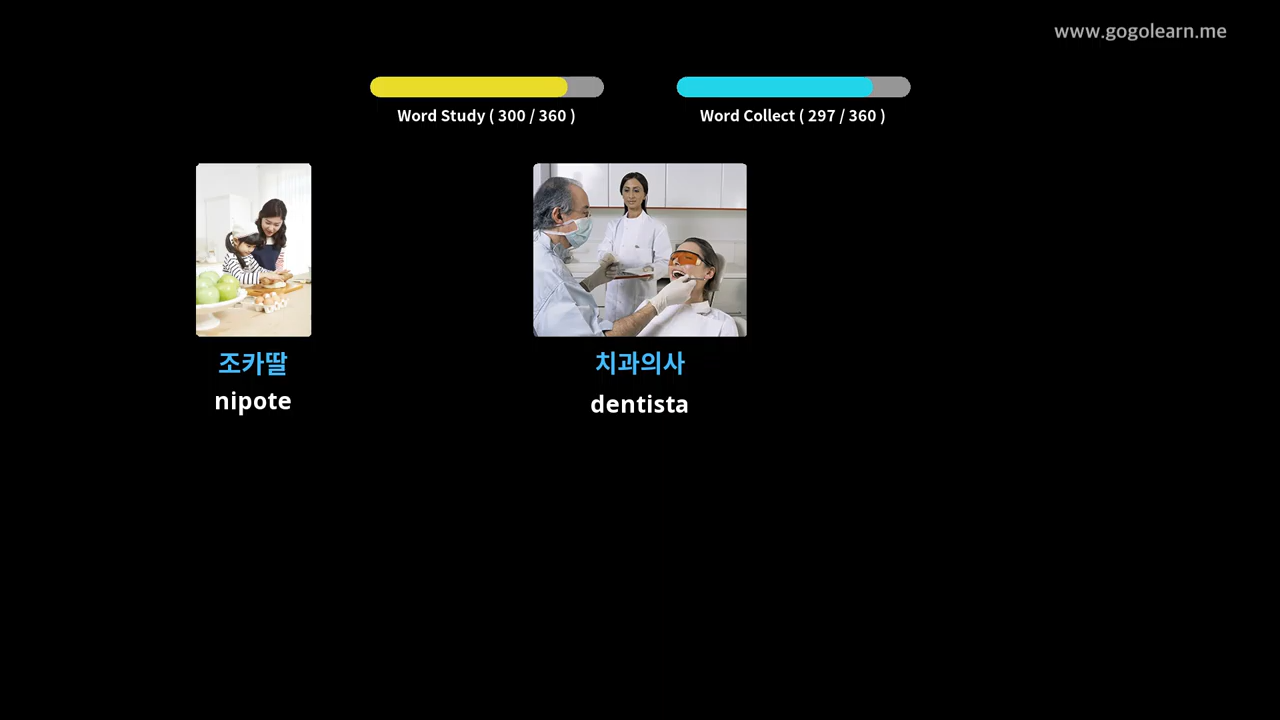 www.gogolearn.me
Word Study ( 300 / 360 )
Word Collect ( 297 / 360 )
조카딸
nipote
치과의사
dentista